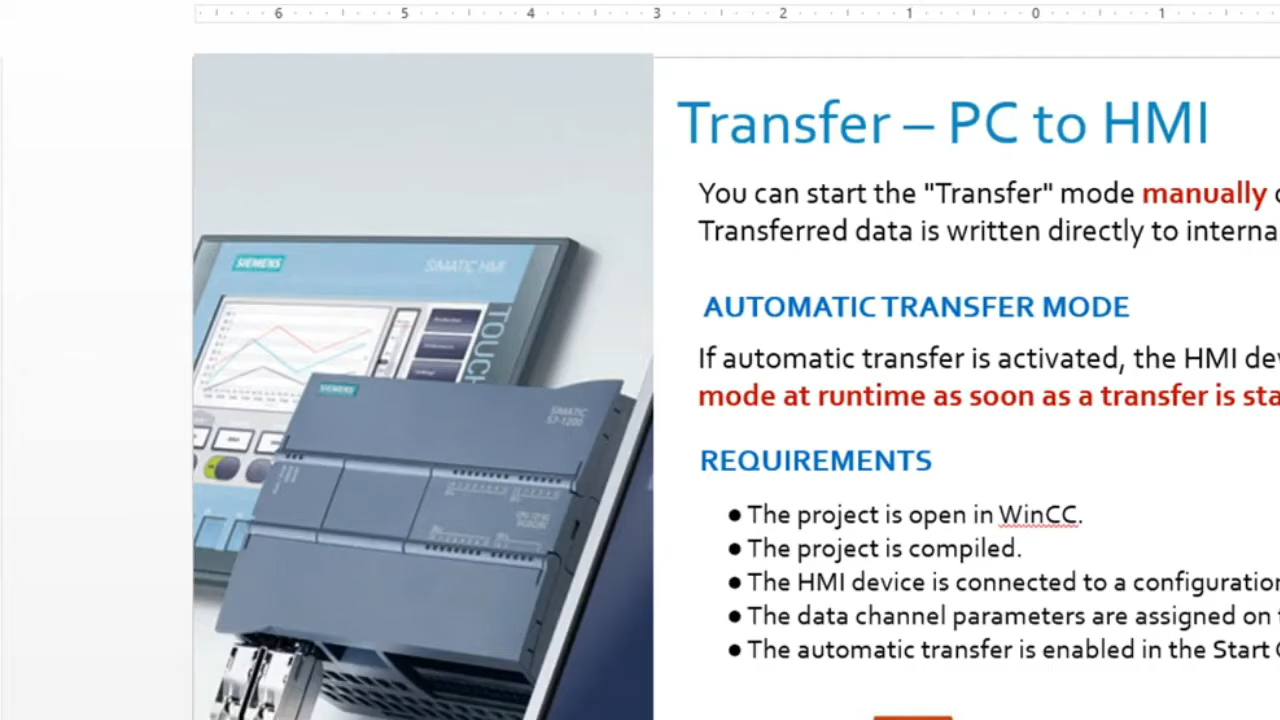 6 5 4 3 2 1 0 1
Transfer – PC to HMI
You can start the "Transfer" mode manually
Transferred data is written directly to interna
AUTOMATIC TRANSFER MODE
If automatic transfer is activated, the HMI dev
mode at runtime as soon as a transfer is sta
REQUIREMENTS
● The project is open in WinCC.
● The project is compiled.
● The HMI device is connected to a configuration
● The data channel parameters are assigned on
● The automatic transfer is enabled in the Start
SIEMENS
SIMATIC HMI
TOUCH
SIEMENS
SIMATIC
S7-1200